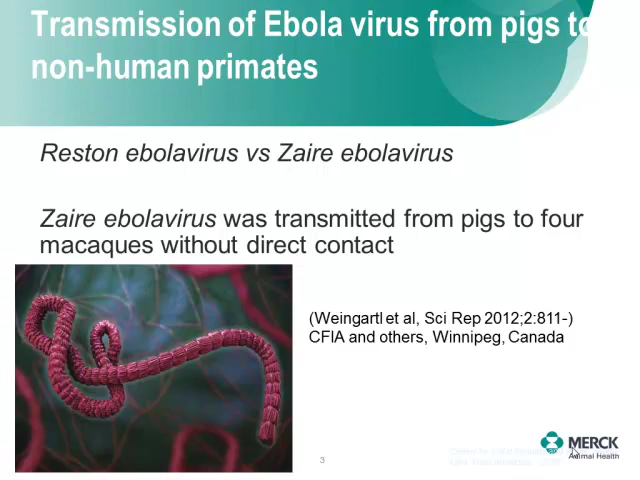 Transmission of Ebola virus from pigs to
non-human primates
Reston ebolavirus vs Zaire ebolavirus
Zaire ebolavirus was transmitted from pigs to four
macaques without direct contact
(Weingartl et al, Sci Rep 2012;2:811-)
CFIA and others, Winnipeg, Canada
MERCK
Animal Health
3